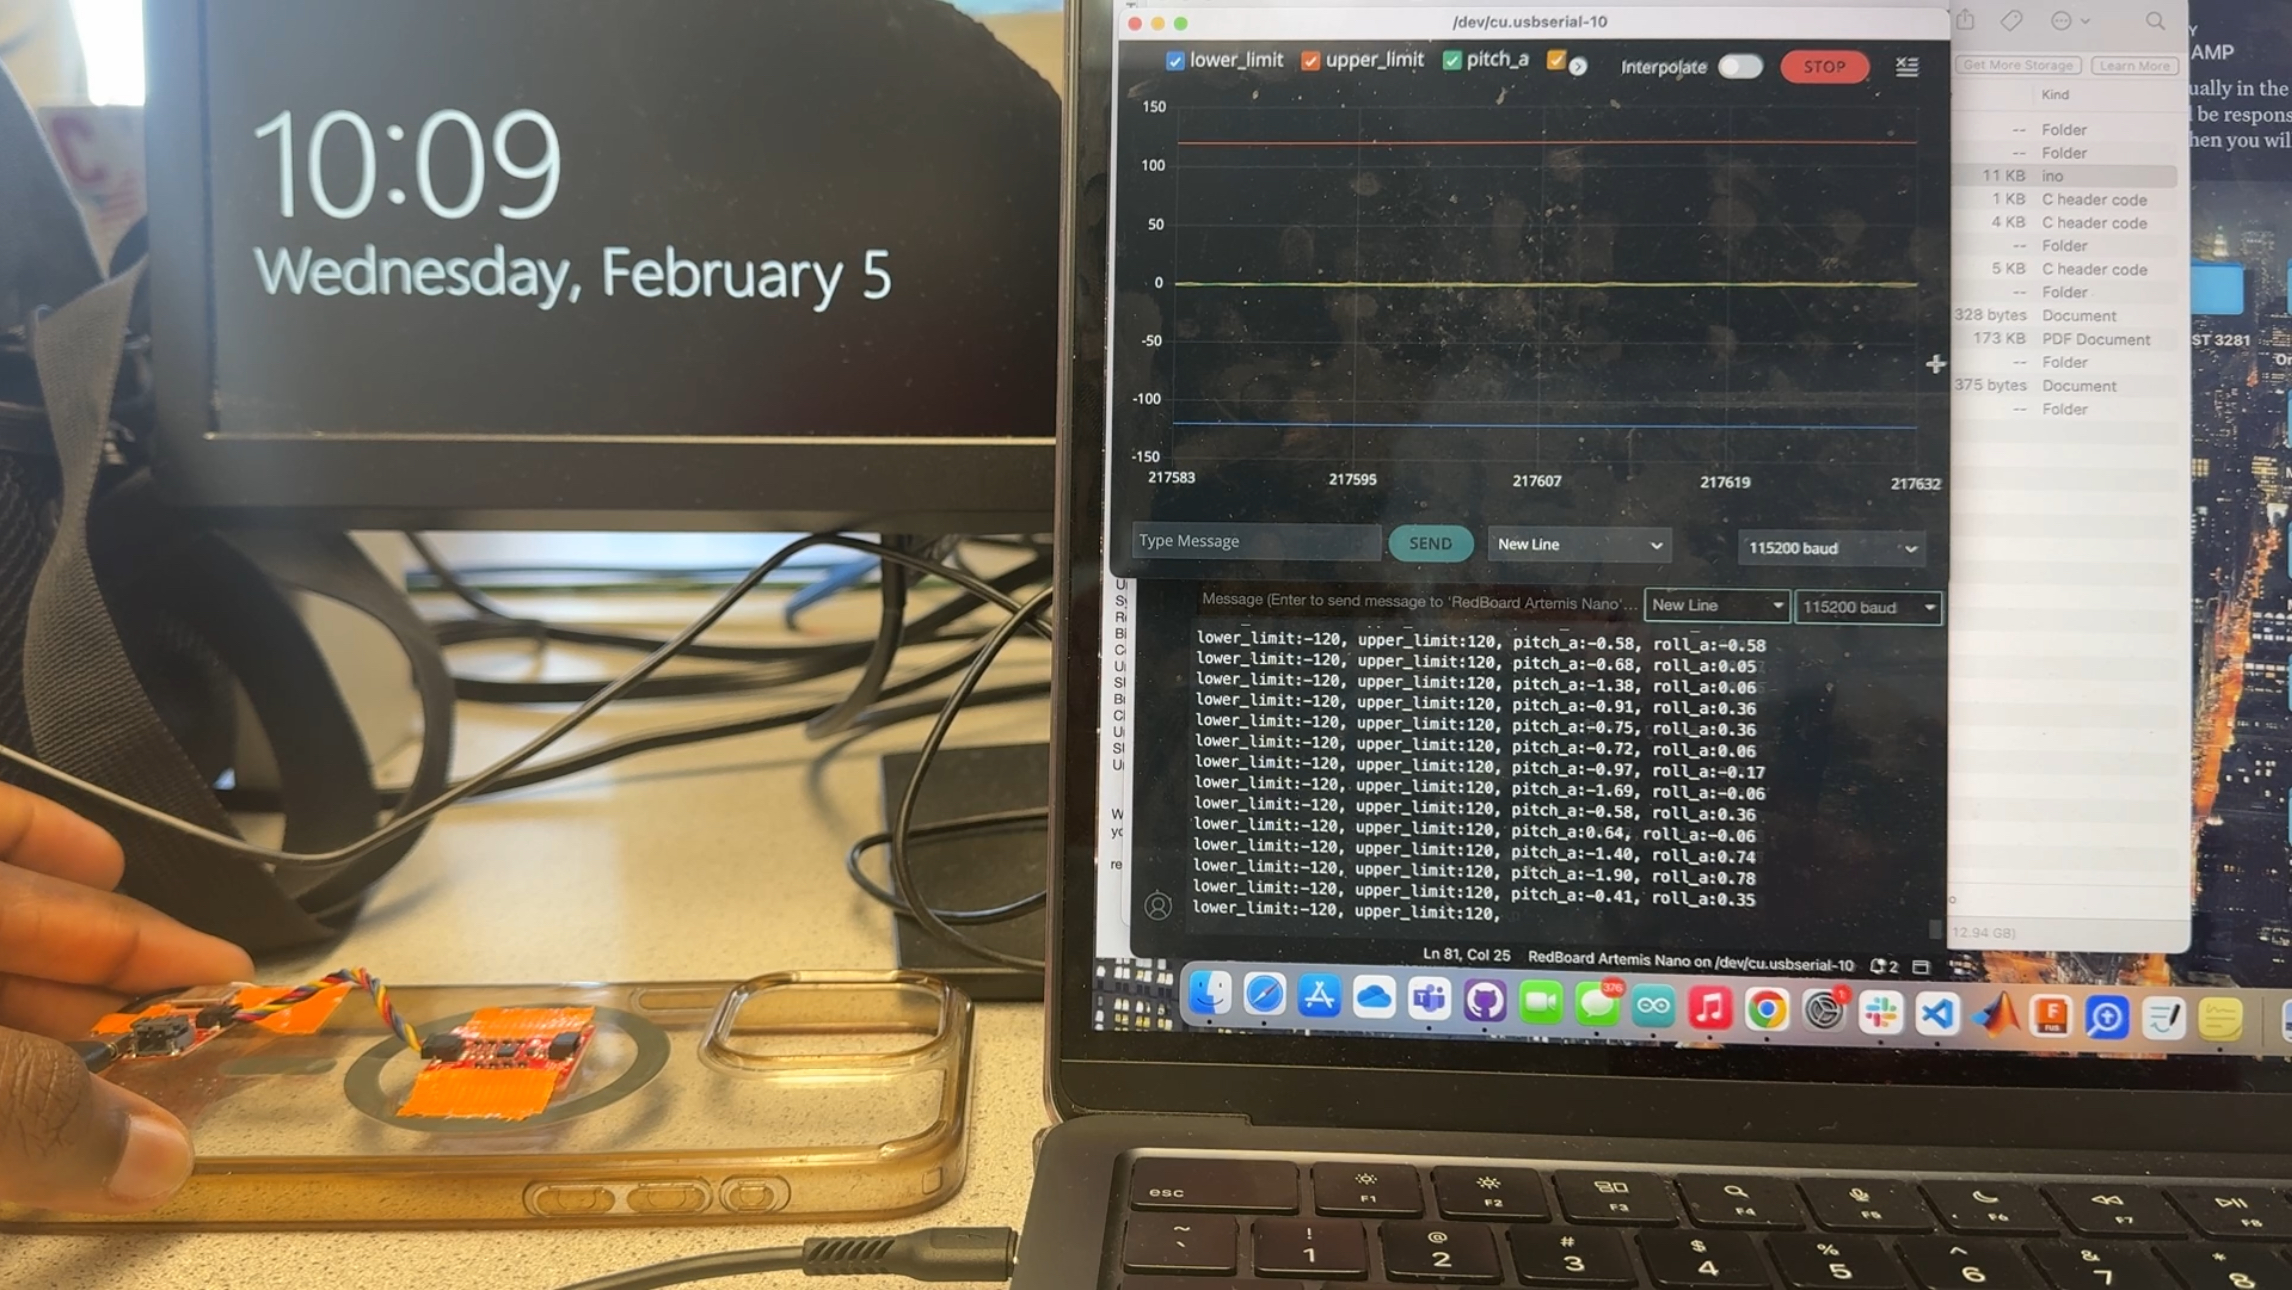 10:09
Wednesday, February 5
C
/dev/cu.usbserial-10
lower_limit upper_limit pitch_a
Interpolate STOP
150
100
50
0
-50
-100
-150
217583 217595 217607 217619 217632
Type Message SEND New Line 115200 baud
Message (Enter to send message to 'RedBoard Artemis Nano'... New Line 115200 baud
lower_limit:-120, upper_limit:120, pitch_a:-0.58, roll_a:-0.58
lower_limit:-120, upper_limit:120, pitch_a:-0.68, roll_a:0.05
lower_limit:-120, upper_limit:120, pitch_a:-1.38, roll_a:0.06
lower_limit:-120, upper_limit:120, pitch_a:-0.91, roll_a:0.36
lower_limit:-120, upper_limit:120, pitch_a:-0.75, roll_a:0.36
lower_limit:-120, upper_limit:120, pitch_a:-0.72, roll_a:0.06
lower_limit:-120, upper_limit:120, pitch_a:-0.97, roll_a:-0.17
lower_limit:-120, upper_limit:120, pitch_a:-1.69, roll_a:-0.06
lower_limit:-120, upper_limit:120, pitch_a:-0.58, roll_a:0.36
lower_limit:-120, upper_limit:120, pitch_a:0.64, roll_a:-0.06
lower_limit:-120, upper_limit:120, pitch_a:-1.40, roll_a:0.74
lower_limit:-120, upper_limit:120, pitch_a:-1.90, roll_a:0.78
lower_limit:-120, upper_limit:120, pitch_a:-0.41, roll_a:0.35
lower_limit:-120, upper_limit:120,
Ln 81, Col 25 RedBoard Artemis Nano on /dev/cu.usbserial-10 2
Get More Storage Learn More
Kind
-- Folder
-- Folder
11 KB ino
1 KB C header code
4 KB C header code
-- Folder
5 KB C header code
-- Folder
328 bytes Document
173 KB PDF Document
-- Folder
375 bytes Document
-- Folder
12.94 GB)
AMP
ually in the
be respons
hen you wil
ST 3281
376
1
F
esc F1 F2 F3 F4 F5 F6 F7 F8
~ ! @ # $ % ^ & *
` 1 2 3 4 5 6 7 8